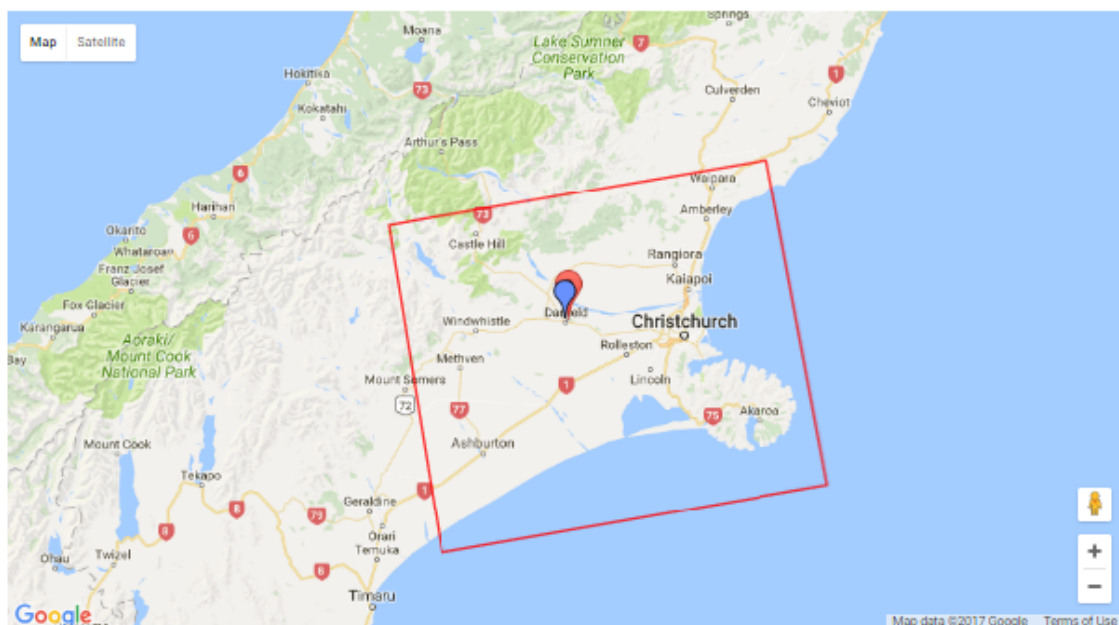 Springs
Map Satellite
Moana
7
Lake Sumner
Conservation
Park
1
Hokitika
73
Culverden
Cheviot
Kokatahi
Arthur's Pass
6
Waipara
Harihari
73
Amberley
Okarito
6
Castle Hill
Whataroa
Rangiora
Franz Josef
Glacier
Kaiapoi
Fox Glacier
Darfield
Windwhistle
Christchurch
Karangarua
Aoraki/
Mount Cook
National Park
Bay
Rolleston
Methven
Mount Somers
1
Lincoln
72
77
75
Akaroa
Mount Cook
Ashburton
Tekapo
1
Geraldine
8
79
8
Orari
Temuka
Ohau
Twizel
8
Timaru
Google
Map data ©2017 Google Terms of Use